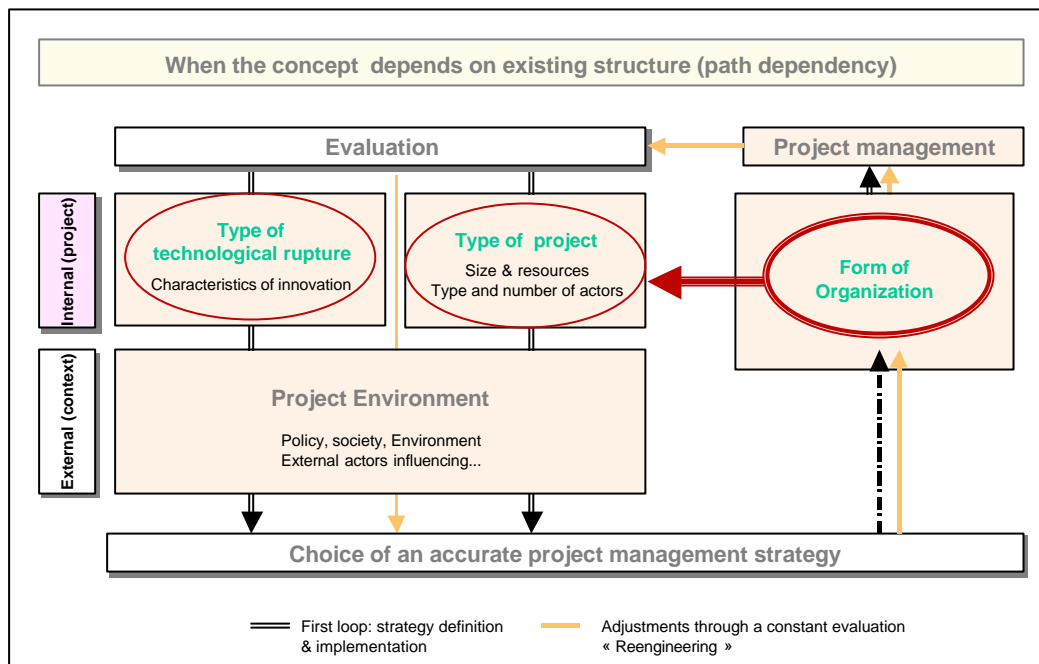 When the concept depends on existing structure (path dependency)
Evaluation
Project management
Internal (project)
Type of
technological rupture
Characteristics of innovation
Type of project
Size & resources
Type and number of actors
Form of
Organization
External (context)
Project Environment
Policy, society, Environment
External actors influencing...
Choice of an accurate project management strategy
First loop: strategy definition
& implementation
Adjustments through a constant evaluation
« Reengineering »